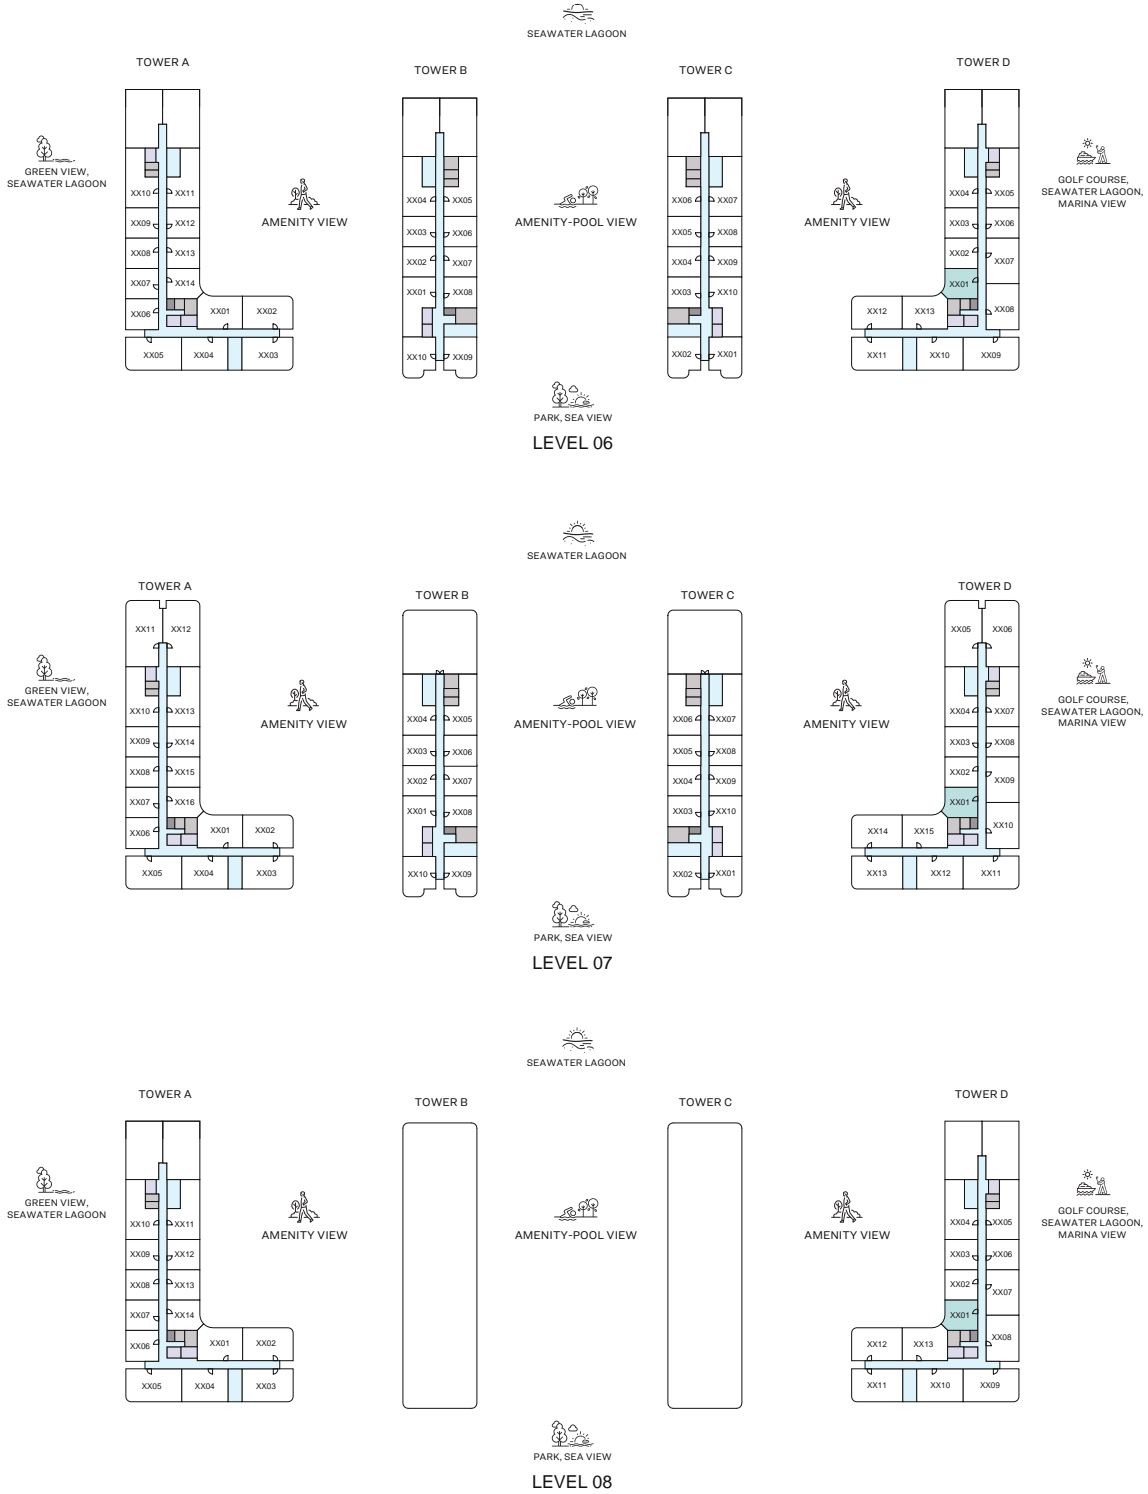 SEAWATER LAGOON
TOWER A
TOWER B
TOWER C
TOWER D
GREEN VIEW,
SEAWATER LAGOON
AMENITY VIEW
AMENITY-POOL VIEW
AMENITY VIEW
GOLF COURSE,
SEAWATER LAGOON,
MARINA VIEW
XX10 XX11
XX09 XX12
XX08 XX13
XX07 XX14
XX06 XX01 XX02
XX05 XX04 XX03
XX04 XX05
XX03 XX06
XX02 XX07
XX01 XX08
XX10 XX09
XX06 XX07
XX05 XX08
XX04 XX09
XX03 XX10
XX02 XX01
XX04 XX05
XX03 XX06
XX02 XX07
XX01
XX12 XX13 XX08
XX11 XX10 XX09
PARK, SEA VIEW
LEVEL 06
SEAWATER LAGOON
TOWER A
TOWER B
TOWER C
TOWER D
GREEN VIEW,
SEAWATER LAGOON
AMENITY VIEW
AMENITY-POOL VIEW
AMENITY VIEW
GOLF COURSE,
SEAWATER LAGOON,
MARINA VIEW
XX11 XX12
XX10 XX13
XX09 XX14
XX08 XX15
XX07 XX16
XX06 XX01 XX02
XX05 XX04 XX03
XX04 XX05
XX03 XX06
XX02 XX07
XX01 XX08
XX10 XX09
XX06 XX07
XX05 XX08
XX04 XX09
XX03 XX10
XX02 XX01
XX05 XX06
XX04 XX07
XX03 XX08
XX02 XX09
XX01
XX14 XX15 XX10
XX13 XX12 XX11
PARK, SEA VIEW
LEVEL 07
SEAWATER LAGOON
TOWER A
TOWER B
TOWER C
TOWER D
GREEN VIEW,
SEAWATER LAGOON
AMENITY VIEW
AMENITY-POOL VIEW
AMENITY VIEW
GOLF COURSE,
SEAWATER LAGOON,
MARINA VIEW
XX10 XX11
XX09 XX12
XX08 XX13
XX07 XX14
XX06 XX01 XX02
XX05 XX04 XX03
XX04 XX05
XX03 XX06
XX02 XX07
XX01
XX12 XX13 XX08
XX11 XX10 XX09
PARK, SEA VIEW
LEVEL 08